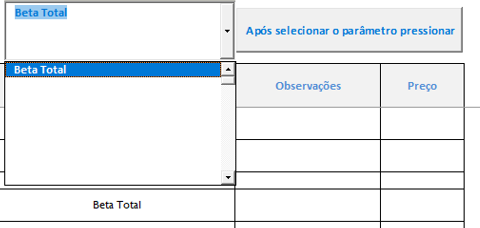 Beta Total
Após selecionar o parâmetro pressionar
Beta Total
Observações
Preço
Beta Total